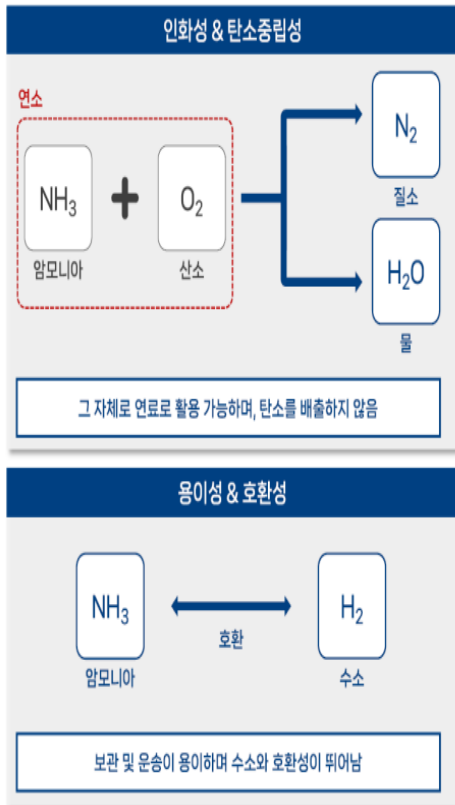 인화성 & 탄소중립성
연소
NH₃ + O₂
암모니아 산소
N₂
질소
H₂O
물
그 자체로 연료로 활용 가능하며, 탄소를 배출하지 않음
용이성 & 호환성
NH₃ H₂
호환
암모니아 수소
보관 및 운송이 용이하며 수소와 호환성이 뛰어남